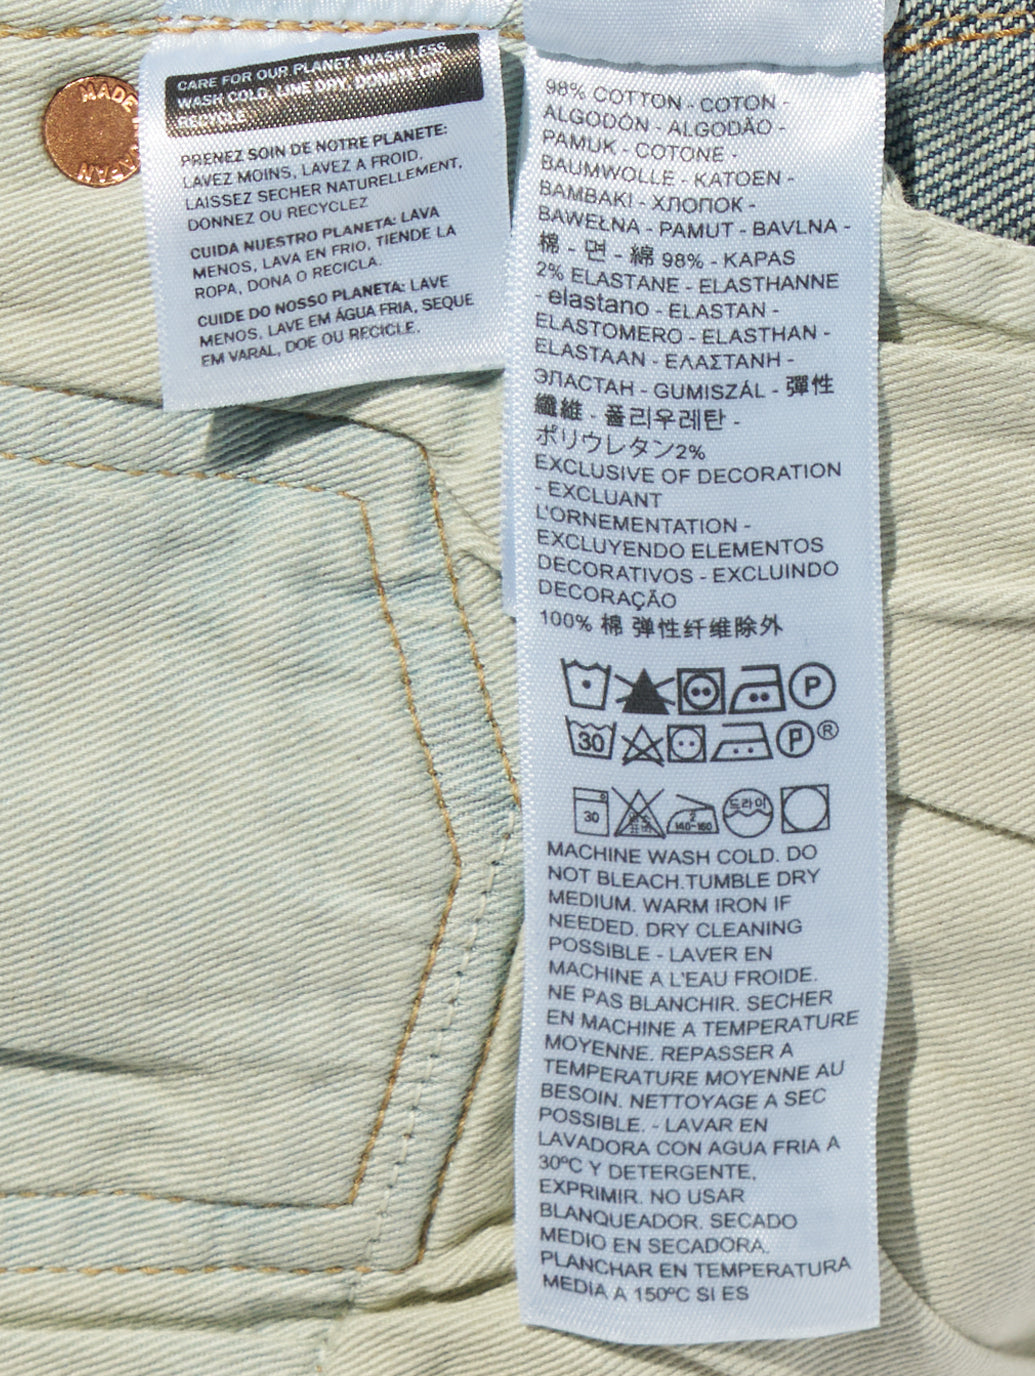 MADE
CARE FOR OUR PLANET. WASH LESS,
WASH COLD, LINE DRY, DONATE OR
RECYCLE
PRENEZ SOIN DE NOTRE PLANETE:
LAVEZ MOINS, LAVEZ A FROID,
LAISSEZ SECHER NATURELLEMENT,
DONNEZ OU RECYCLEZ
CUIDA NUESTRO PLANETA: LAVA
MENOS, LAVA EN FRIO, TIENDE LA
ROPA, DONA O RECICLA.
CUIDE DO NOSSO PLANETA: LAVE
MENOS, LAVE EM ÁGUA FRIA, SEQUE
EM VARAL, DOE OU RECICLE.
98% COTTON - COTON -
ALGODÓN - ALGODÃO -
PAMUK - COTONE -
BAUMWOLLE - KATOEN -
BAMBAKI - ХЛОПОК -
BAWEŁNA - PAMUT - BAVLNA -
棉 - 면 - 綿 98% - KAPAS
2% ELASTANE - ELASTHANNE
- elastano - ELASTAN -
ELASTOMERO - ELASTHAN -
ELASTAAN - ΕΛΑΣΤΑΝΗ -
ЭЛАСТАН - GUMISZÁL - 彈性
纖維 - 폴리우레탄 -
ポリウレタン2%
EXCLUSIVE OF DECORATION
- EXCLUANT
L'ORNEMENTATION -
EXCLUYENDO ELEMENTOS
DECORATIVOS - EXCLUINDO
DECORAÇÃO
100% 棉 弹性纤维除外
P
30 P ®
30 2 140-160 드라이
MACHINE WASH COLD. DO
NOT BLEACH.TUMBLE DRY
MEDIUM. WARM IRON IF
NEEDED. DRY CLEANING
POSSIBLE - LAVER EN
MACHINE A L'EAU FROIDE.
NE PAS BLANCHIR. SECHER
EN MACHINE A TEMPERATURE
MOYENNE. REPASSER A
TEMPERATURE MOYENNE AU
BESOIN. NETTOYAGE A SEC
POSSIBLE. - LAVAR EN
LAVADORA CON AGUA FRIA A
30ºC Y DETERGENTE,
EXPRIMIR. NO USAR
BLANQUEADOR. SECADO
MEDIO EN SECADORA.
PLANCHAR EN TEMPERATURA
MEDIA A 150ºC SI ES